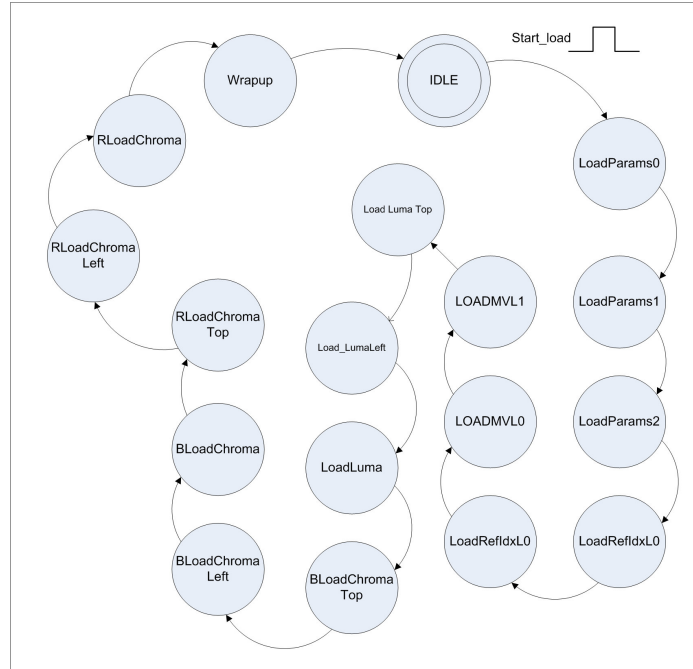 Start_load
IDLE
LoadParams0
LoadParams1
LoadParams2
LoadRefIdxL0
LoadRefIdxL0
LOADMVL0
LOADMVL1
Load Luma Top
Load_LumaLeft
LoadLuma
BLoadChroma
Top
BLoadChroma
Left
BLoadChroma
RLoadChroma
Top
RLoadChroma
Left
RLoadChroma
Wrapup